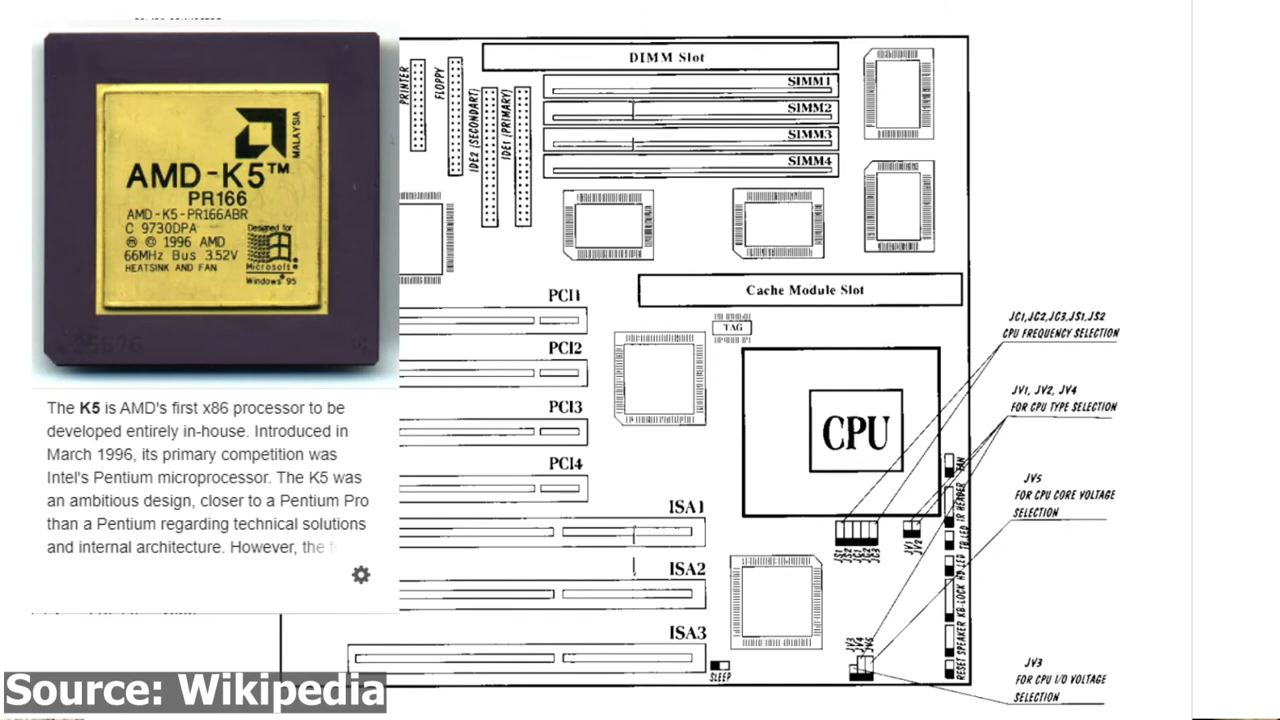 MALAYSIA
AMD-K5™
PR166
AMD-K5-PR166ABR
C 9730DPA
Ⓜ © 1996 AMD
66MHz Bus 3.52V
HEATSINK AND FAN
Designed for
Microsoft®
Windows® 95
25576
The K5 is AMD's first x86 processor to be
developed entirely in-house. Introduced in
March 1996, its primary competition was
Intel's Pentium microprocessor. The K5 was
an ambitious design, closer to a Pentium Pro
than a Pentium regarding technical solutions
and internal architecture. However, the
Source: Wikipedia
PRINTER
FLOPPY
IDE2 (SECONDART)
IDE1 (PRIMARY)
DIMM Slot
SIMM1
SIMM2
SIMM3
SIMM4
Cache Module Slot
TAG
PCI1
PCI2
PCI3
PCI4
ISA1
ISA2
ISA3
CPU
JS1
JS2
JC1
JC2
JC3
JV1
JV2
JV3
JV4
JV5
SLEEP
FAN
IR HEADER
TB LED
HD LED
KB-LOCK
SPEAKER
RESET
JC1,JC2,JC3,JS1,JS2
CPU FREQUENCY SELECTION
JV1, JV2, JV4
FOR CPU TYPE SELECTION
JV5
FOR CPU CORE VOLTAGE
SELECTION
JV3
FOR CPU I/O VOLTAGE
SELECTION